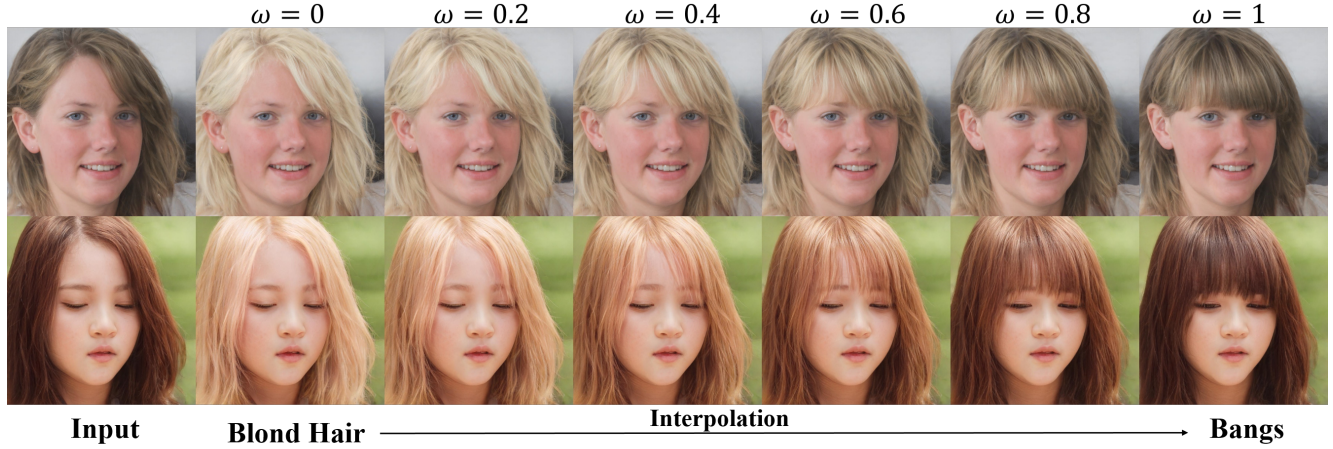 ω = 0 ω = 0.2 ω = 0.4 ω = 0.6 ω = 0.8 ω = 1
Input Blond Hair Interpolation Bangs